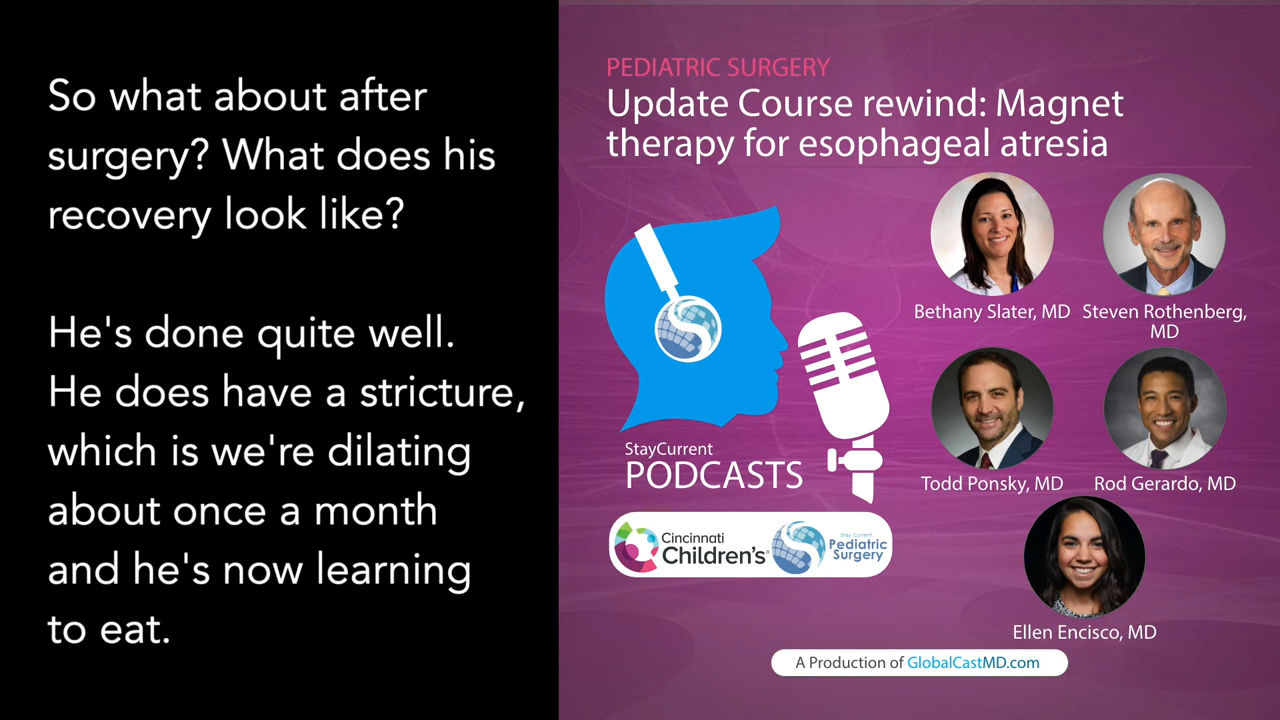 So what about after
surgery? What does his
recovery look like?
He's done quite well.
He does have a stricture,
which is we're dilating
about once a month
and he's now learning
to eat.
PEDIATRIC SURGERY
Update Course rewind: Magnet
therapy for esophageal atresia
Bethany Slater, MD
Steven Rothenberg,
MD
StayCurrent
PODCASTS
Todd Ponsky, MD
Rod Gerardo, MD
Cincinnati
Children's®
Stay Current
Pediatric
Surgery
Ellen Encisco, MD
A Production of GlobalCastMD.com